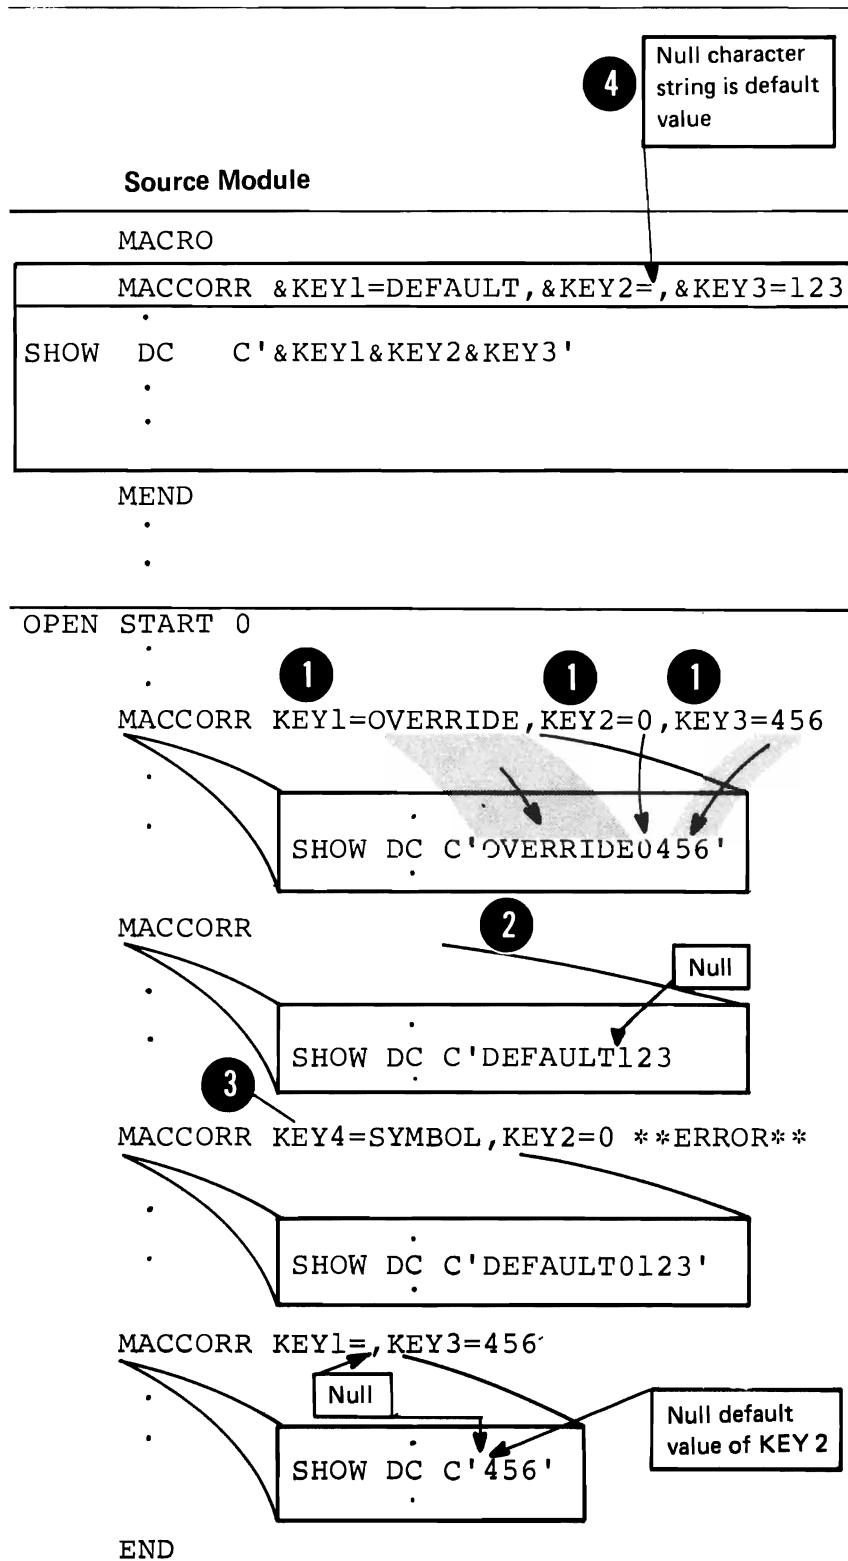 4
Null character
string is default
value
Source Module
MACRO
MACCORR &KEY1=DEFAULT,&KEY2=,&KEY3=123
.
SHOW DC C'&KEY1&KEY2&KEY3'
.
.
MEND
.
.
OPEN START 0
.
.
1 1 1
MACCORR KEY1=OVERRIDE,KEY2=0,KEY3=456
.
.
.
SHOW DC C'OVERRIDE0456'
.
MACCORR
2
Null
.
.
.
SHOW DC C'DEFAULT123
.
3
MACCORR KEY4=SYMBOL,KEY2=0 **ERROR**
.
.
.
SHOW DC C'DEFAULT0123'
.
MACCORR KEY1=,KEY3=456
Null
.
.
.
SHOW DC C'456'
.
Null default
value of KEY 2
END